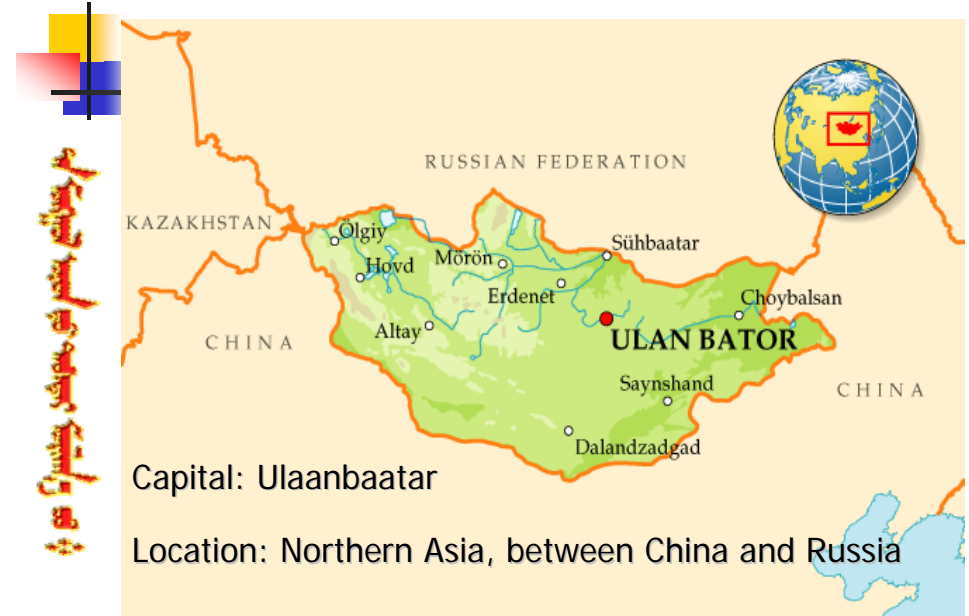 RUSSIAN FEDERATION
KAZAKHSTAN
Ölgiy
Sühbaatar
Mörön
Hovd
Erdenet
Choybalsan
Altay
ULAN BATOR
CHINA
Saynshand
CHINA
Dalandzadgad
Capital: Ulaanbaatar
Location: Northern Asia, between China and Russia